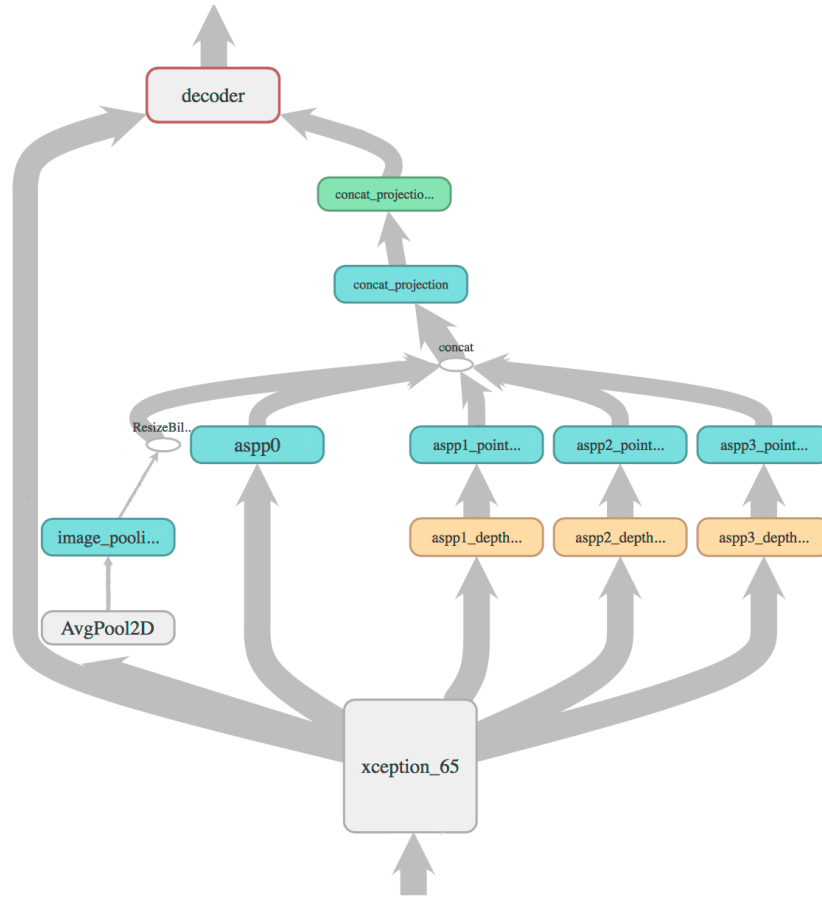 decoder
concat_projectio...
concat_projection
concat
ResizeBil...
aspp0
aspp1_point...
aspp2_point...
aspp3_point...
image_pooli...
aspp1_depth...
aspp2_depth...
aspp3_depth...
AvgPool2D
xception_65